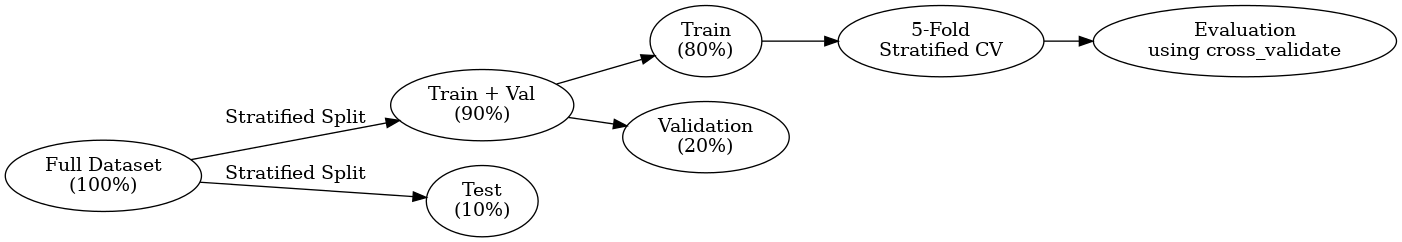 Full Dataset
(100%)
Stratified Split
Stratified Split
Train + Val
(90%)
Test
(10%)
Train
(80%)
Validation
(20%)
5-Fold
Stratified CV
Evaluation
using cross_validate